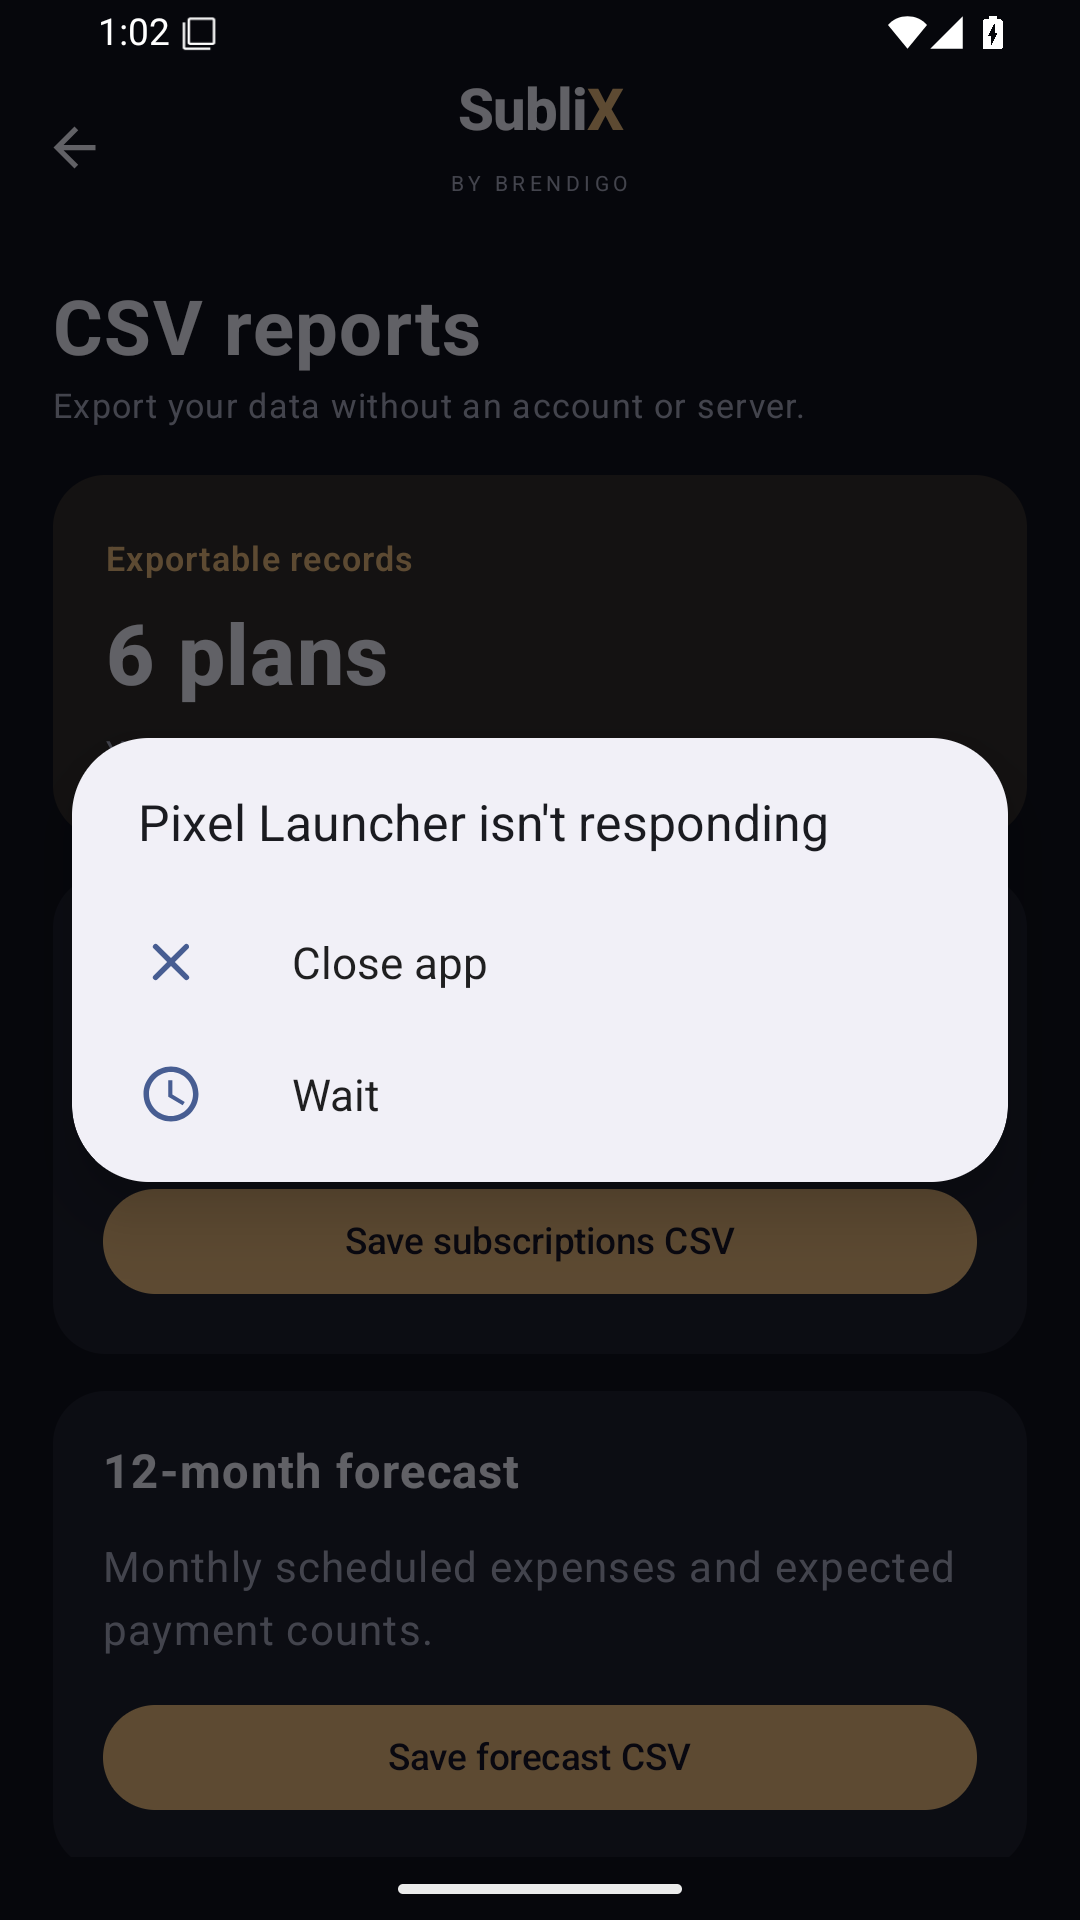 1:02
SubliX
BY BRENDIGO
CSV reports
Export your data without an account or server.
Exportable records
6 plans
Pixel Launcher isn't responding
Close app
Wait
Save subscriptions CSV
12-month forecast
Monthly scheduled expenses and expected
payment counts.
Save forecast CSV